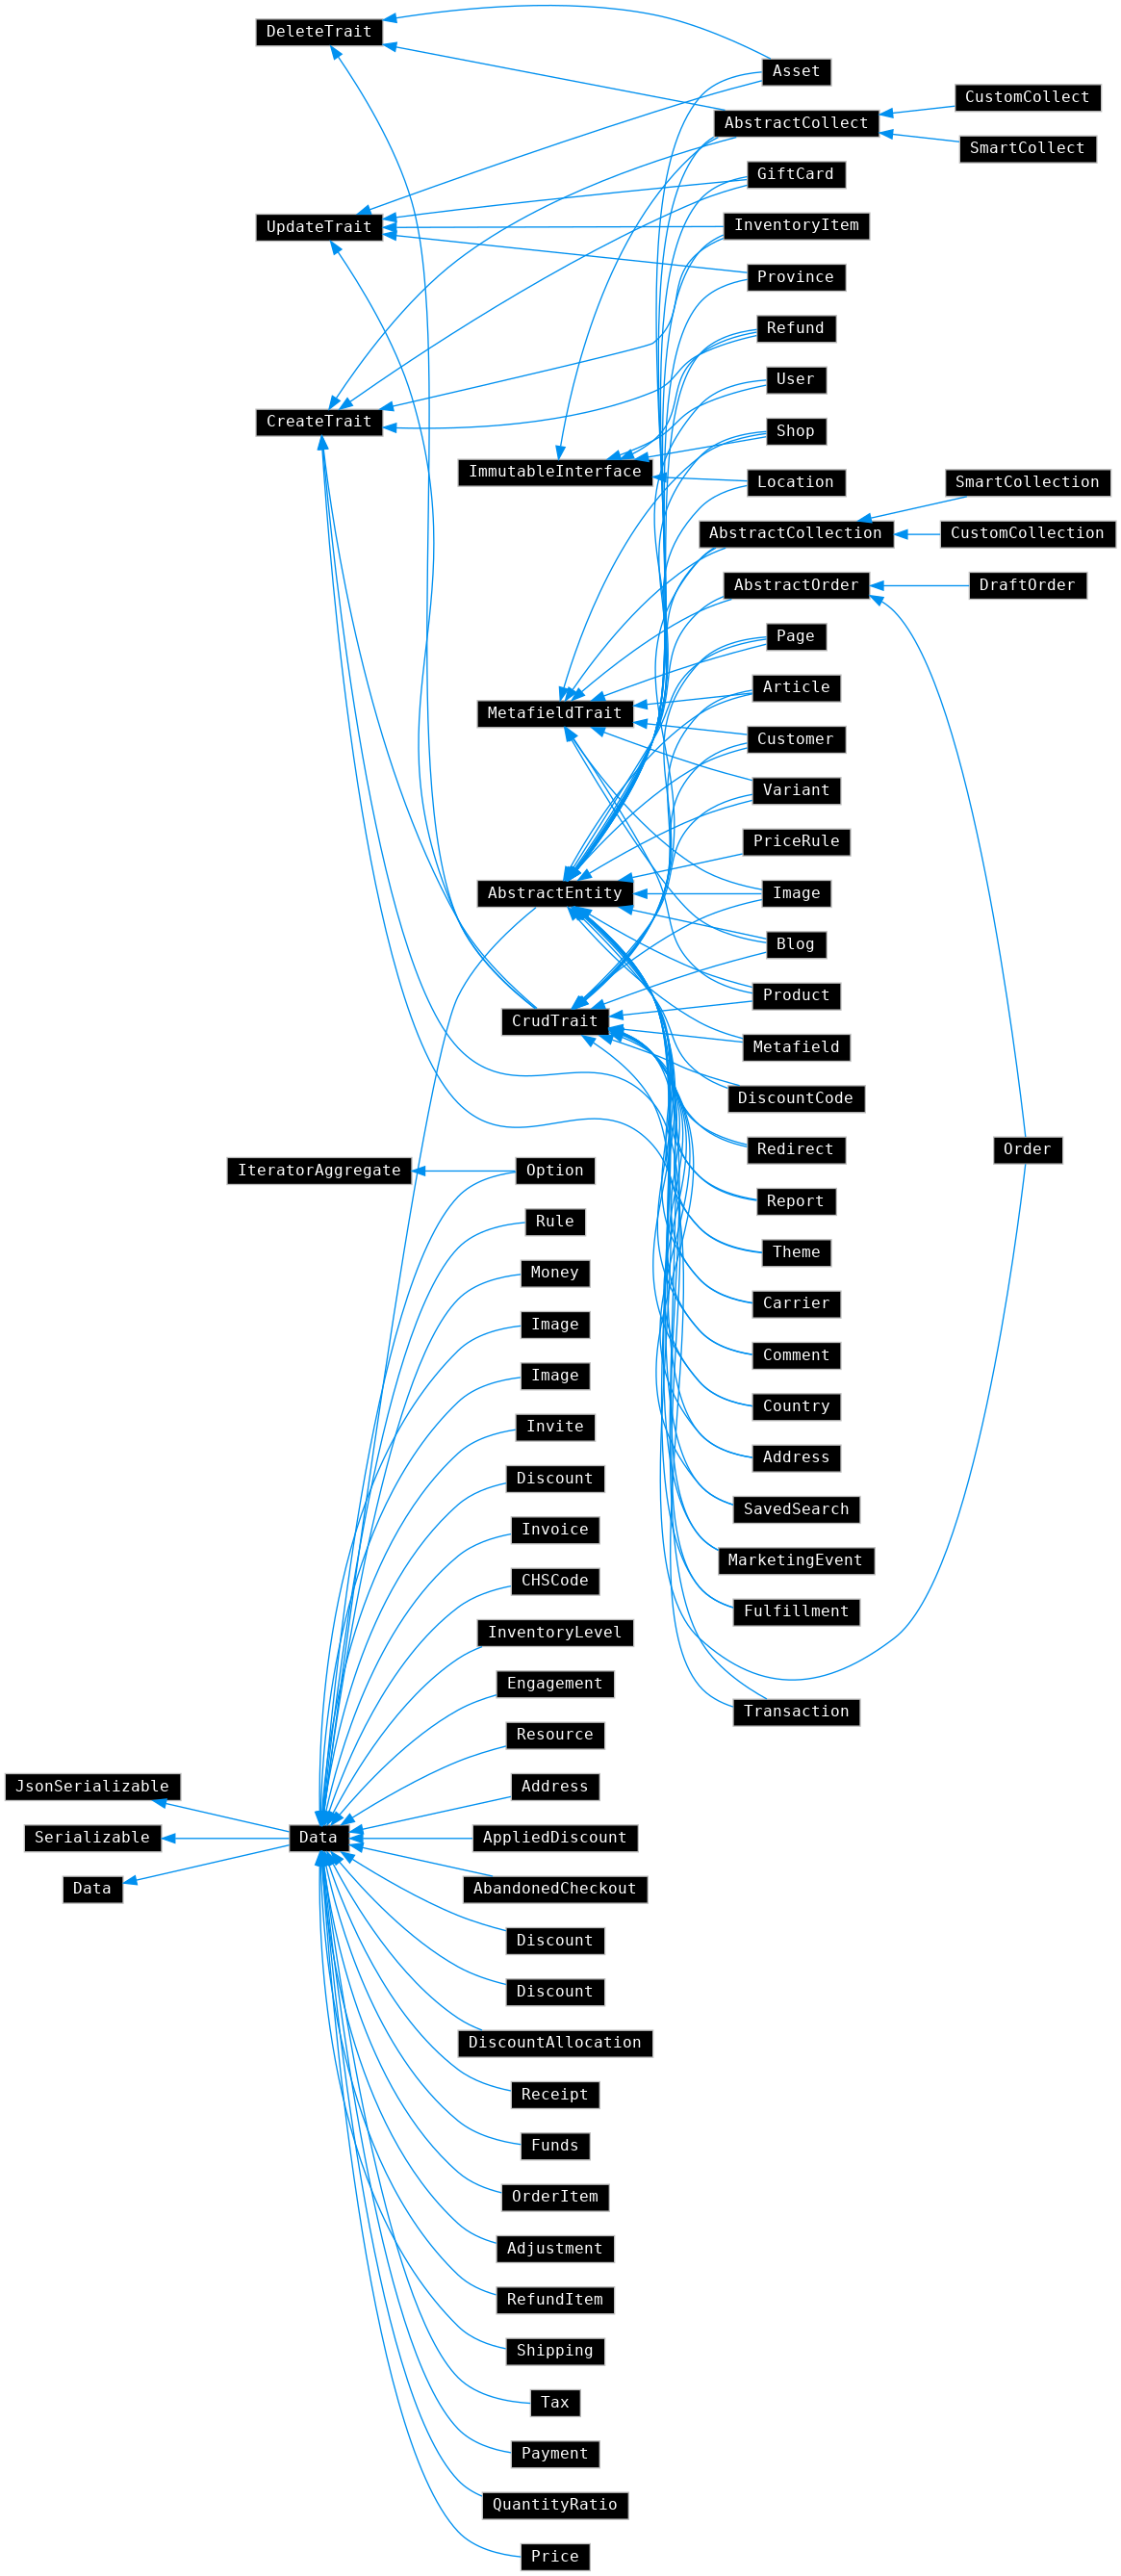 DeleteTrait
Asset
CustomCollect
AbstractCollect
SmartCollect
GiftCard
UpdateTrait
InventoryItem
Province
Refund
User
CreateTrait
Shop
ImmutableInterface
Location
SmartCollection
AbstractCollection
CustomCollection
AbstractOrder
DraftOrder
Page
Article
MetafieldTrait
Customer
Variant
PriceRule
AbstractEntity
Image
Blog
Product
CrudTrait
Metafield
DiscountCode
Redirect
Order
IteratorAggregate
Option
Report
Rule
Theme
Money
Carrier
Image
Comment
Image
Country
Invite
Address
Discount
SavedSearch
Invoice
MarketingEvent
CHSCode
Fulfillment
InventoryLevel
Engagement
Transaction
Resource
JsonSerializable
Address
Serializable
Data
AppliedDiscount
Data
AbandonedCheckout
Discount
Discount
DiscountAllocation
Receipt
Funds
OrderItem
Adjustment
RefundItem
Shipping
Tax
Payment
QuantityRatio
Price